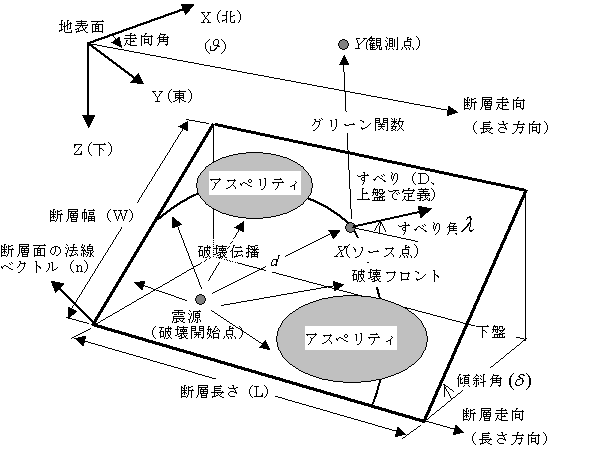 X(北)
地表面
走向角
(𝜗)
Y(観測点)
Y(東)
断層走向
(長さ方向)
グリーン関数
Z(下)
すべり(D、
上盤で定義)
アスペリティ
断層幅(W)
すべり角λ
X(ソース点)
断層面の法線
ベクトル(n)
破壊伝播
d
破壊フロント
震源
(破壊開始点)
アスペリティ
下盤
傾斜角(δ)
断層長さ(L)
断層走向
(長さ方向)